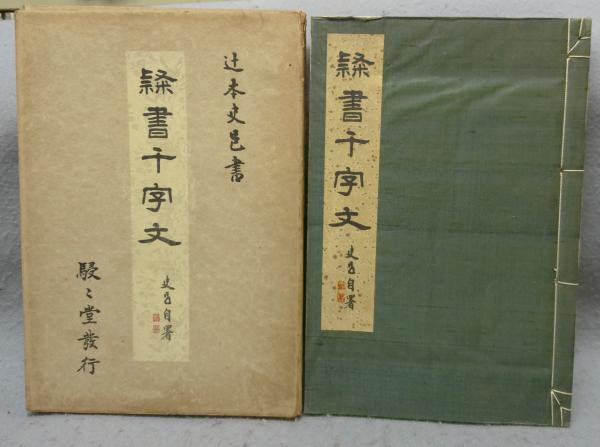 辻本史邑書
隸書千字文
史邑自署
駸々堂發行
隸書千字文
史邑自署